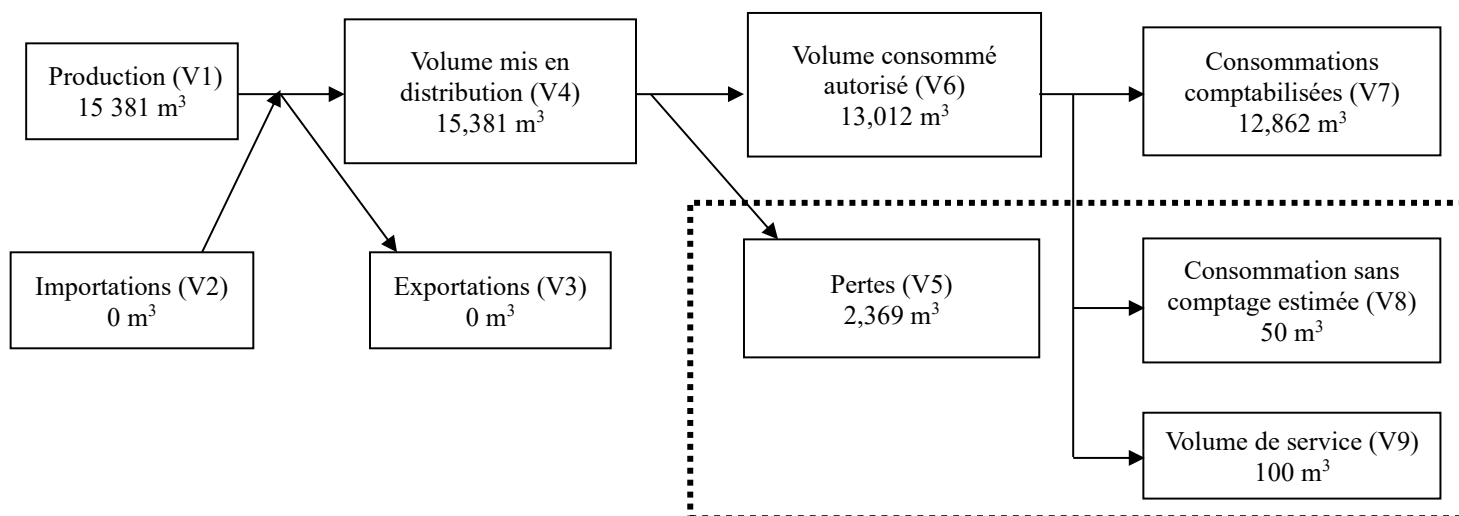 Production (V1)
15 381 m³
Volume mis en
distribution (V4)
15,381 m³
Volume consommé
autorisé (V6)
13,012 m³
Consommations
comptabilisées (V7)
12,862 m³
Importations (V2)
0 m³
Exportations (V3)
0 m³
Pertes (V5)
2,369 m³
Consommation sans
comptage estimée (V8)
50 m³
Volume de service (V9)
100 m³